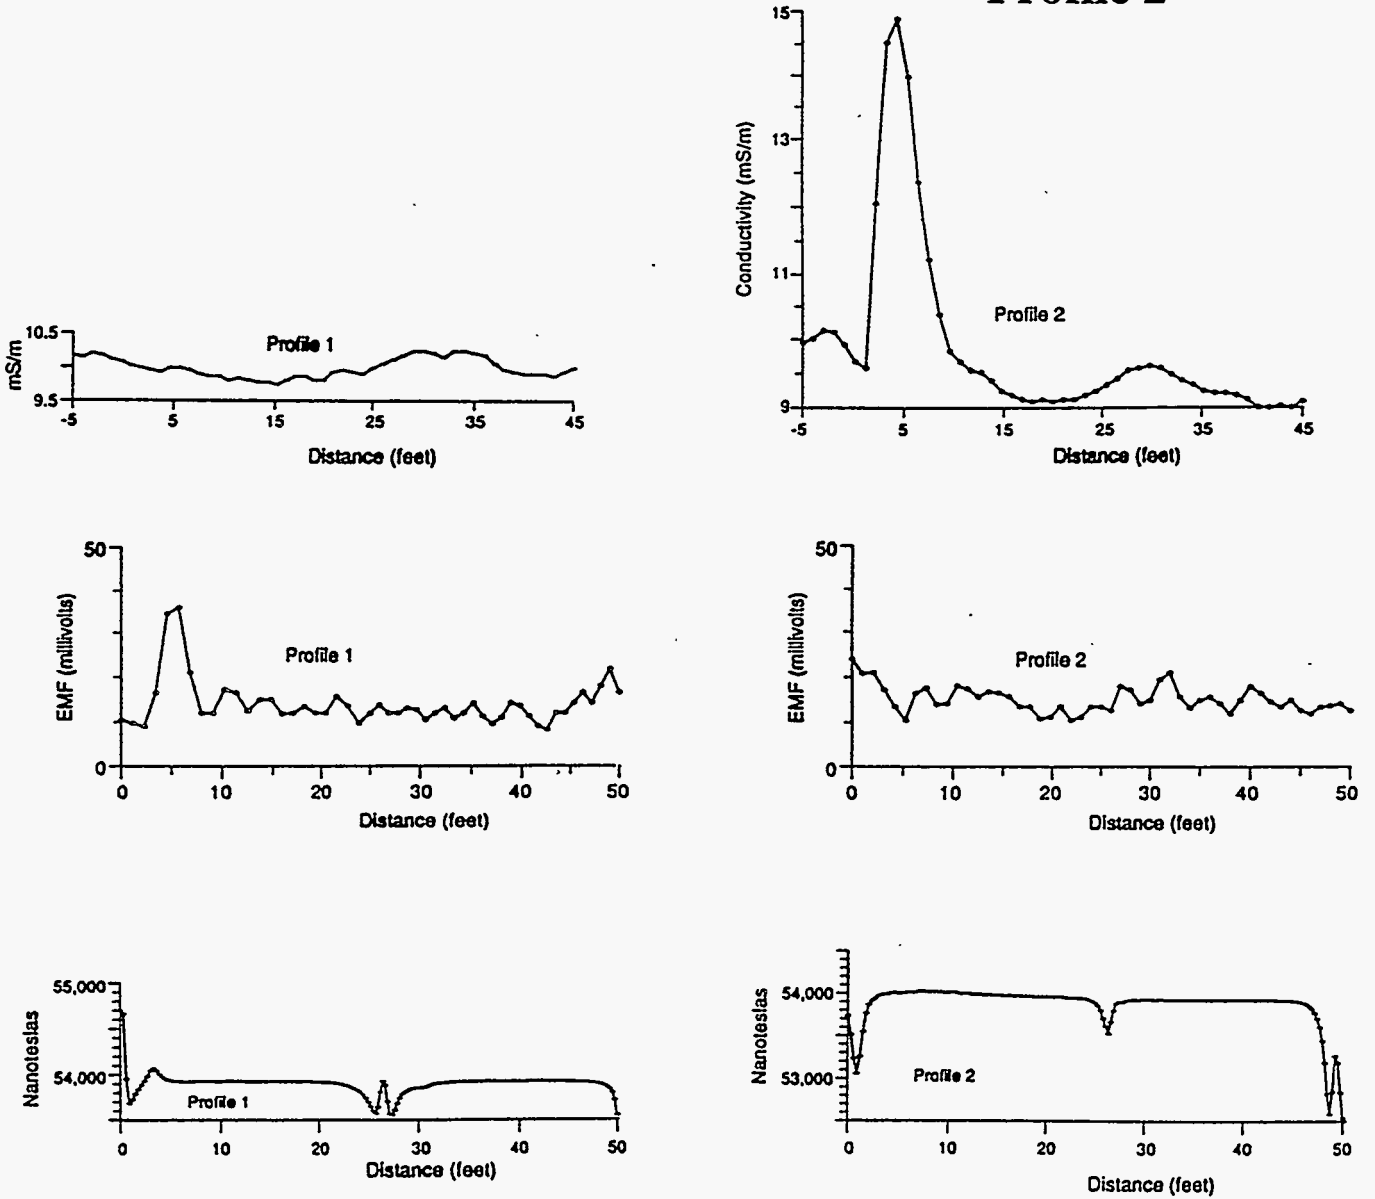 Profile 2
15
13
11
9
Conductivity (mS/m)
Profile 2
-5 5 15 25 35 45
Distance (feet)
10.5
9.5
mS/m
Profile 1
-5 5 15 25 35 45
Distance (feet)
50
0
EMF (millivolts)
Profile 1
0 10 20 30 40 50
Distance (feet)
50
0
EMF (millivolts)
Profile 2
0 10 20 30 40 50
Distance (feet)
55,000
54,000
Nanoteslas
Profile 1
0 10 20 30 40 50
Distance (feet)
54,000
53,000
Nanoteslas
Profile 2
0 10 20 30 40 50
Distance (feet)